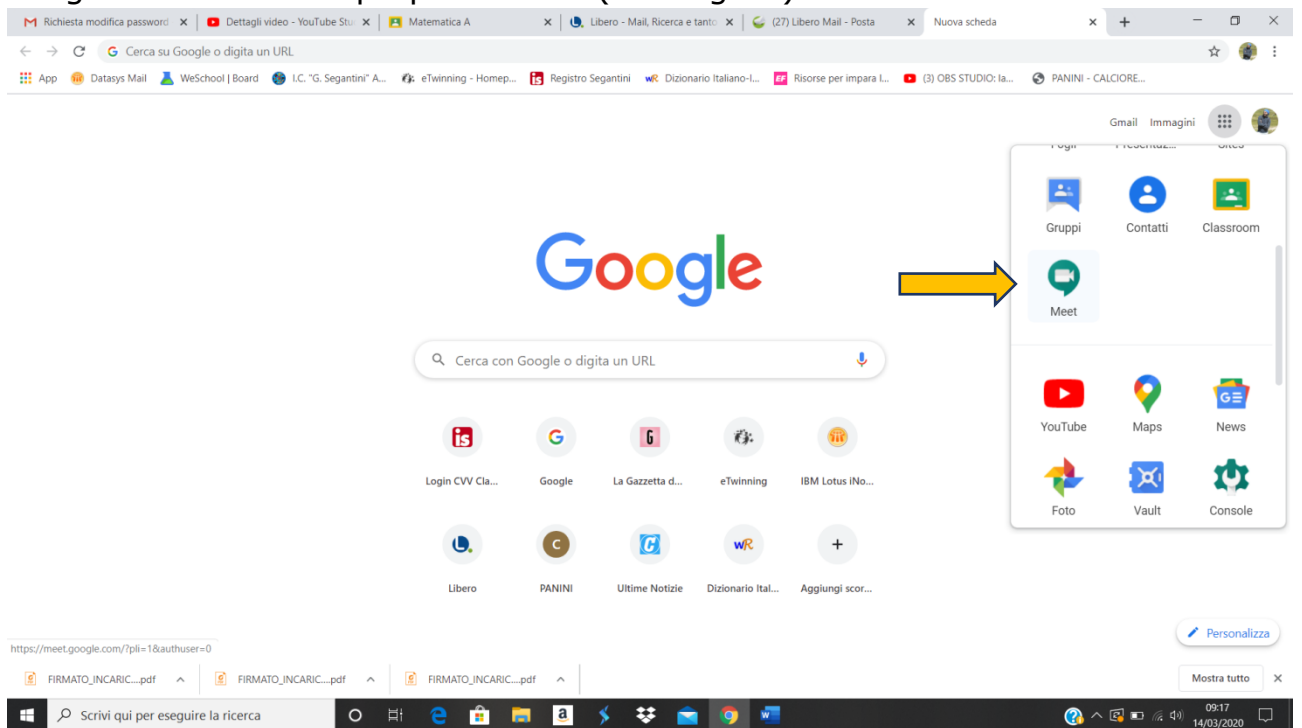 Richiesta modifica password
Dettagli video - YouTube Stu
Matematica A
Libero - Mail, Ricerca e tanto
(27) Libero Mail - Posta
Nuova scheda
Cerca su Google o digita un URL
App
Datasys Mail
WeSchool | Board
I.C. "G. Segantini" A...
eTwinning - Homep...
Registro Segantini
Dizionario Italiano-I...
Risorse per impara l...
(3) OBS STUDIO: la...
PANINI - CALCIORE...
Gmail Immagini
Gruppi Contatti Classroom
Meet
YouTube Maps News
Foto Vault Console
Google
Cerca con Google o digita un URL
Login CVV Cla... Google La Gazzetta d... eTwinning IBM Lotus iNo...
Libero PANINI Ultime Notizie Dizionario Ital... Aggiungi scor...
Personalizza
https://meet.google.com/?pli=1&authuser=0
FIRMATO_INCARIC....pdf FIRMATO_INCARIC....pdf FIRMATO_INCARIC....pdf Mostra tutto
Scrivi qui per eseguire la ricerca
09:17
14/03/2020